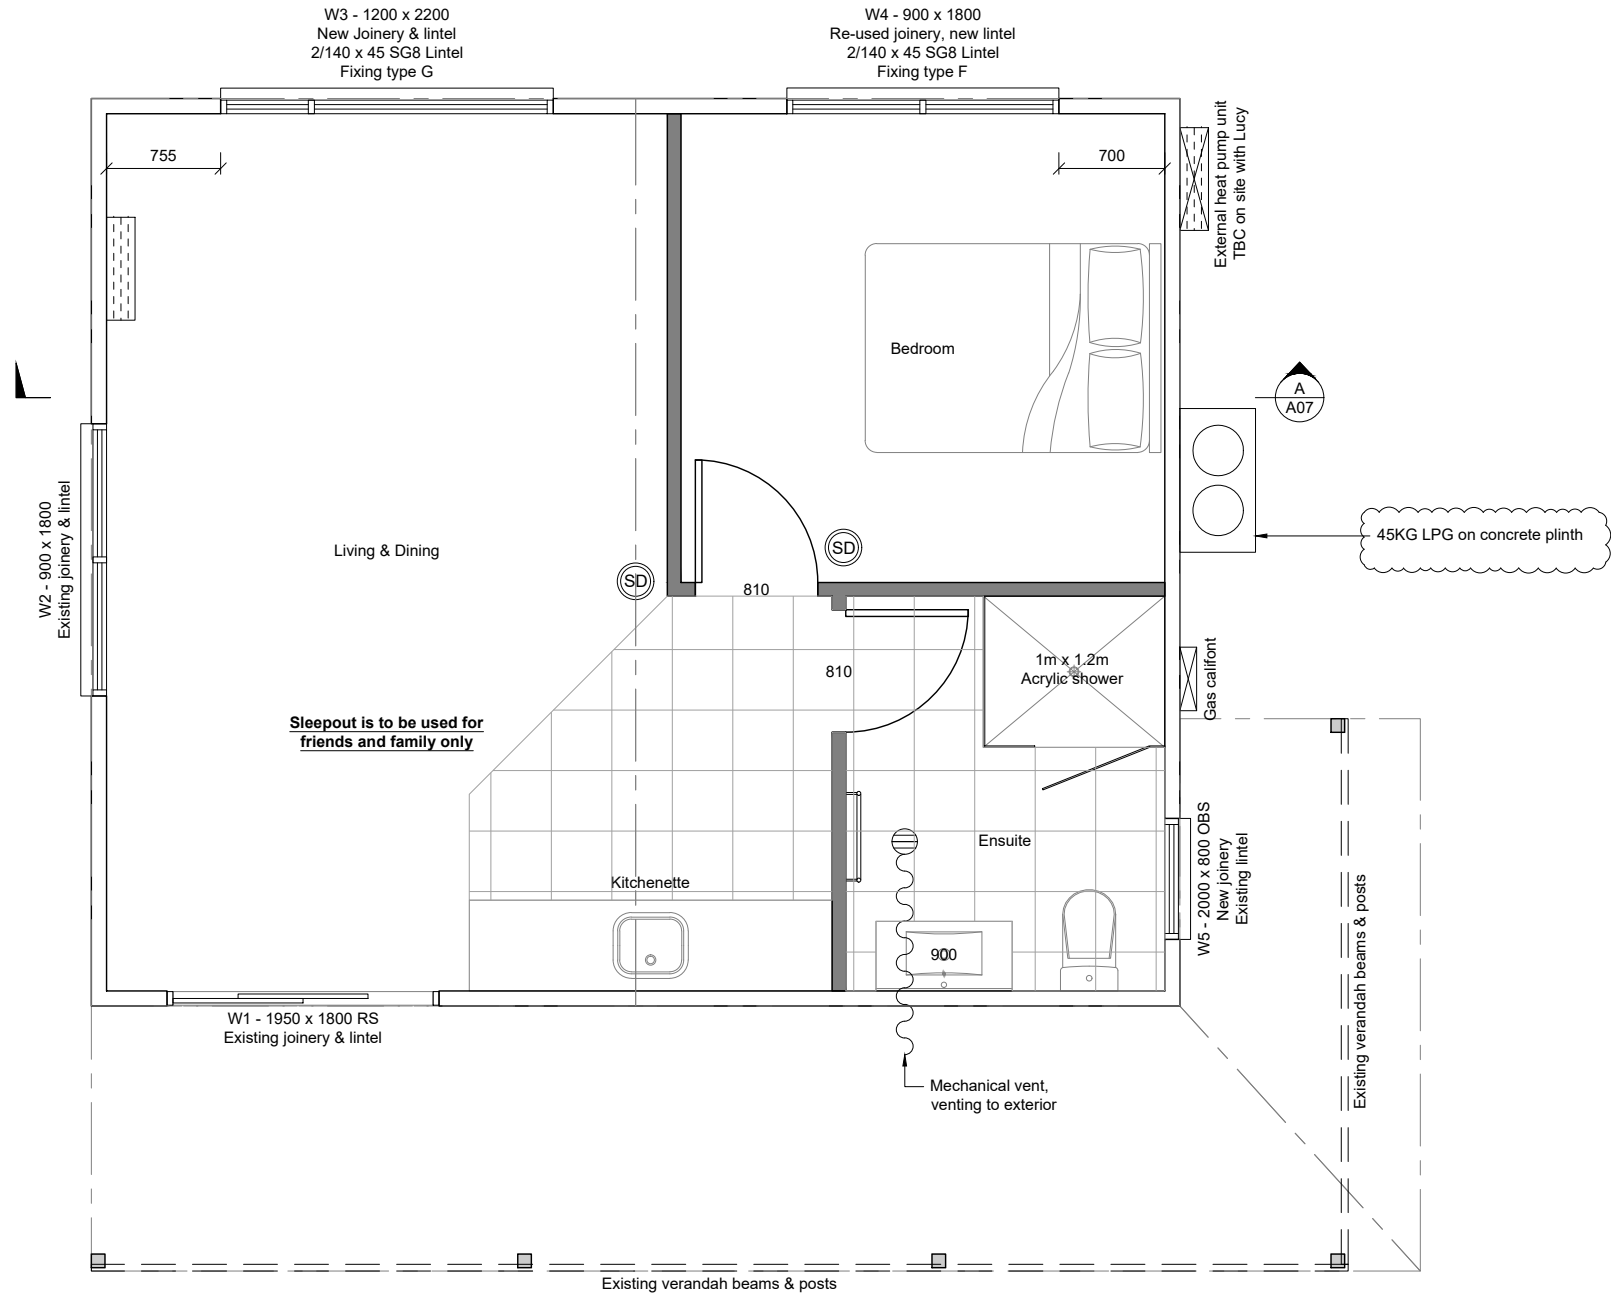 W3 - 1200 x 2200
New Joinery & lintel
2/140 x 45 SG8 Lintel
Fixing type G
W4 - 900 x 1800
Re-used joinery, new lintel
2/140 x 45 SG8 Lintel
Fixing type F
755
700
External heat pump unit
TBC on site with Lucy
Bedroom
A
A07
W2 - 900 x 1800
Existing joinery & lintel
Living & Dining
SD
SD
45KG LPG on concrete plinth
810
810
1m x 1.2m
Acrylic shower
Gas califont
Sleepout is to be used for
friends and family only
Ensuite
W5 - 2000 x 800 OBS
New joinery
Existing lintel
Kitchenette
900
Existing verandah beams & posts
W1 - 1950 x 1800 RS
Existing joinery & lintel
Mechanical vent,
venting to exterior
Existing verandah beams & posts